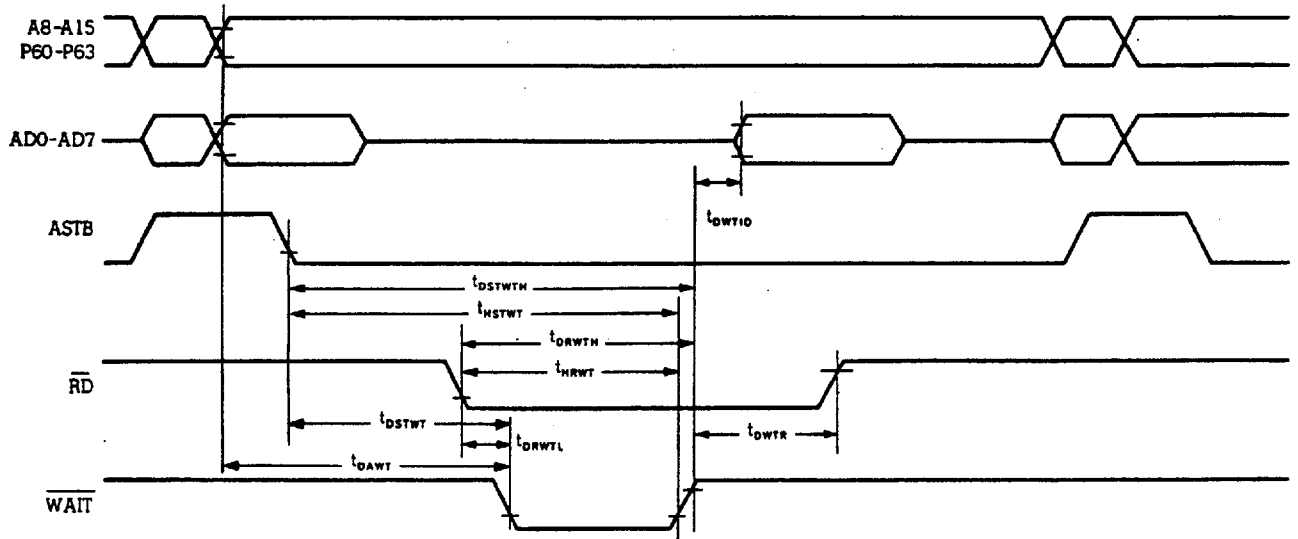 A8-A15
P60-P63
AD0-AD7
tDWTID
ASTB
tDSTWTH
tHSTWT
tDRWTH
tHRWT
RD
tDSTWT
tDRWTL
tDWTR
tDAWT
WAIT